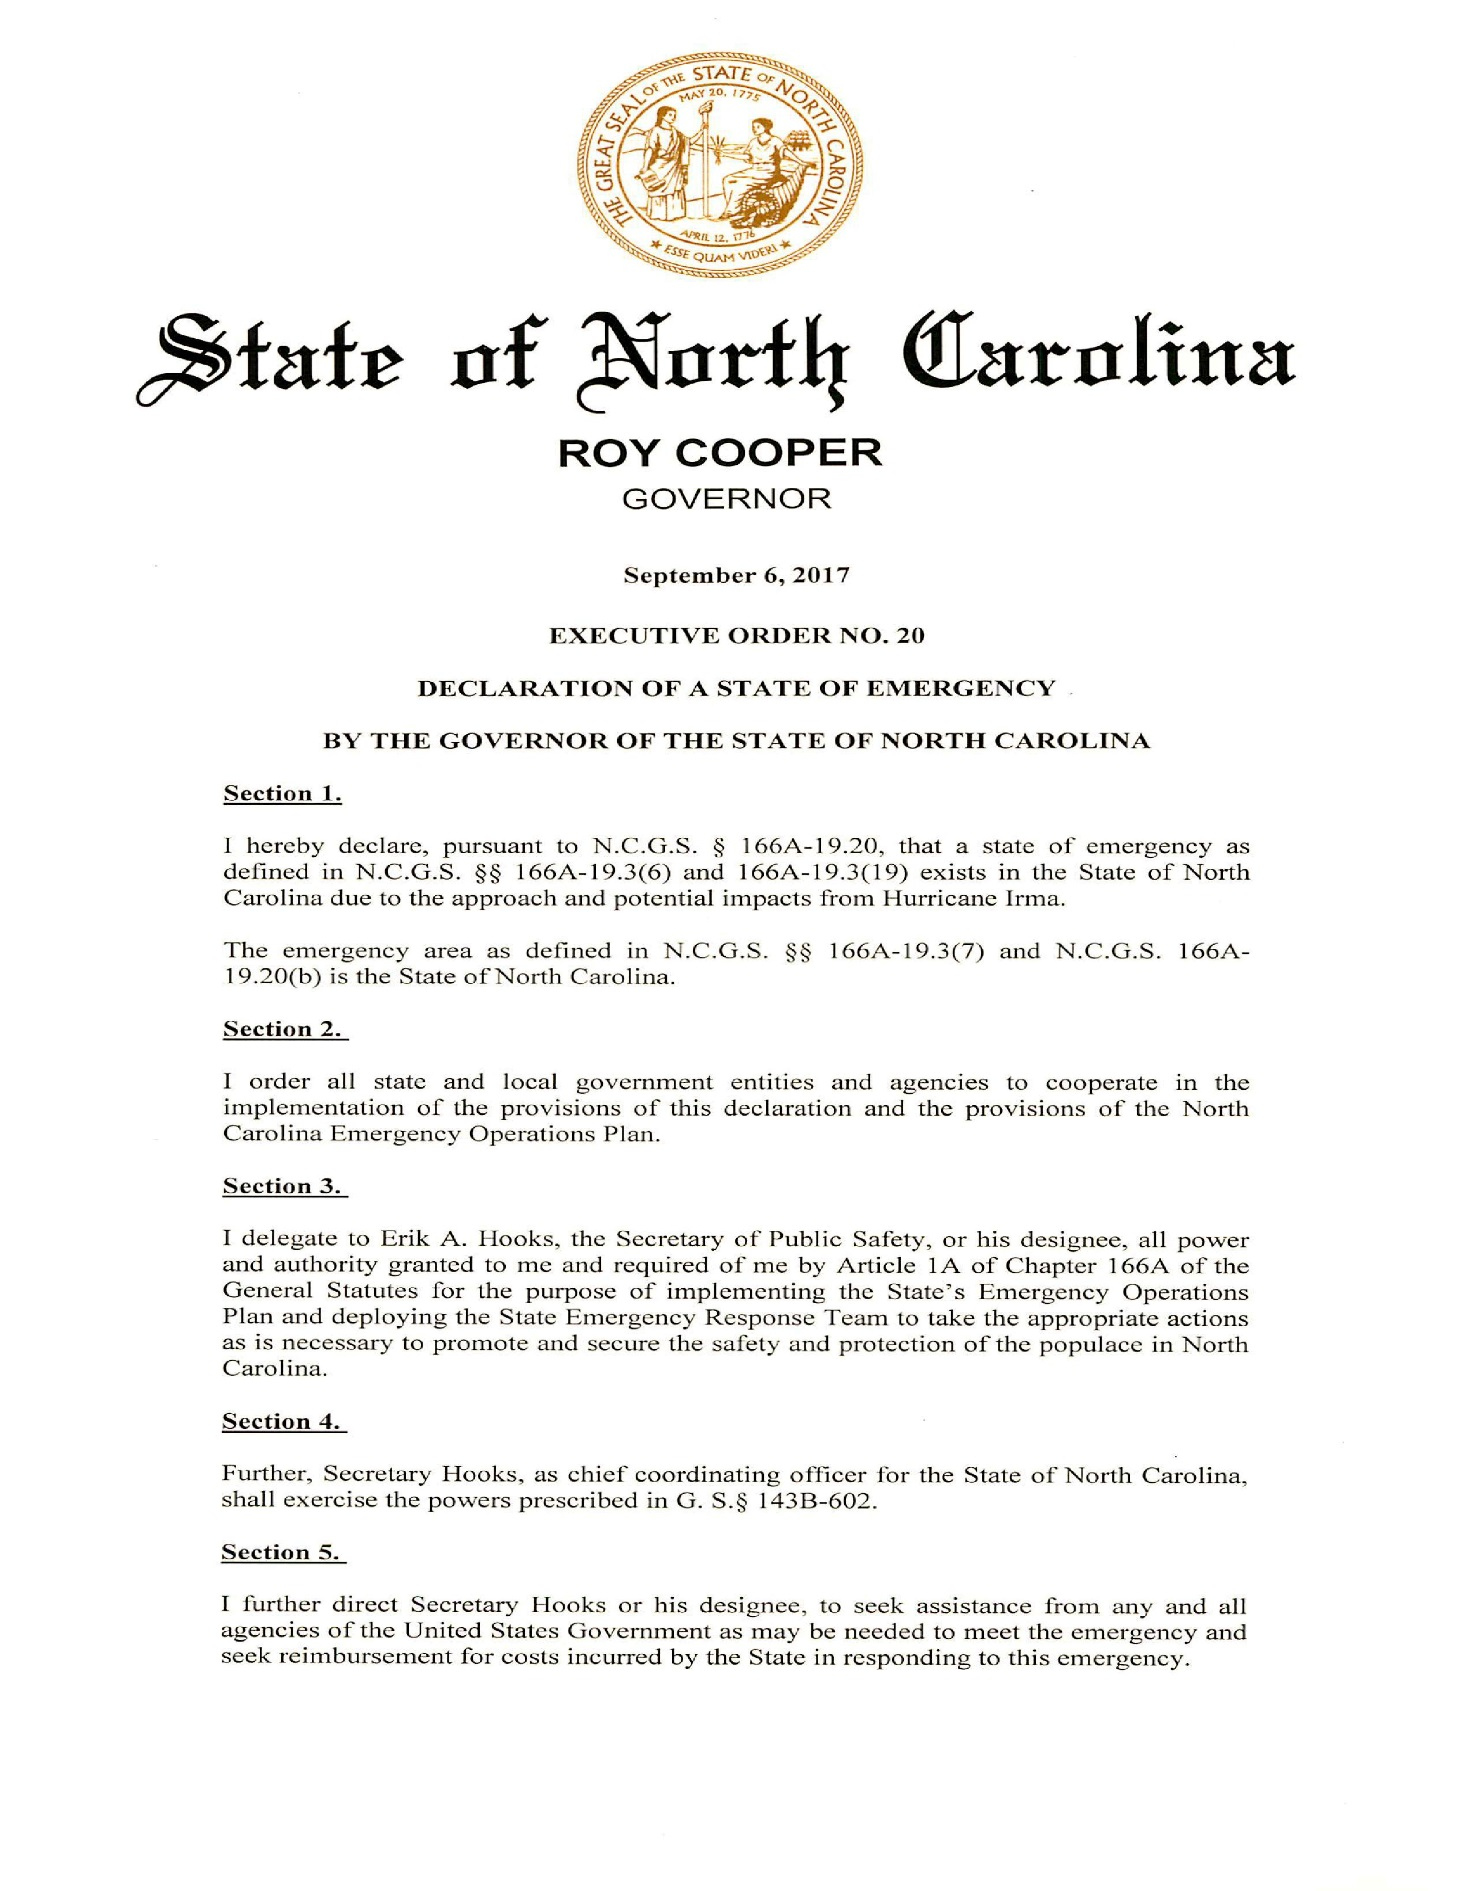 THE GREAT SEAL OF THE STATE OF NORTH CAROLINA
MAY 20, 1775
APRIL 12, 1776
★ ESSE QUAM VIDERI ★
State of North Carolina
ROY COOPER
GOVERNOR
September 6, 2017
EXECUTIVE ORDER NO. 20
DECLARATION OF A STATE OF EMERGENCY
BY THE GOVERNOR OF THE STATE OF NORTH CAROLINA
Section 1.
I hereby declare, pursuant to N.C.G.S. § 166A-19.20, that a state of emergency as
defined in N.C.G.S. §§ 166A-19.3(6) and 166A-19.3(19) exists in the State of North
Carolina due to the approach and potential impacts from Hurricane Irma.
The emergency area as defined in N.C.G.S. §§ 166A-19.3(7) and N.C.G.S. 166A-
19.20(b) is the State of North Carolina.
Section 2.
I order all state and local government entities and agencies to cooperate in the
implementation of the provisions of this declaration and the provisions of the North
Carolina Emergency Operations Plan.
Section 3.
I delegate to Erik A. Hooks, the Secretary of Public Safety, or his designee, all power
and authority granted to me and required of me by Article 1A of Chapter 166A of the
General Statutes for the purpose of implementing the State's Emergency Operations
Plan and deploying the State Emergency Response Team to take the appropriate actions
as is necessary to promote and secure the safety and protection of the populace in North
Carolina.
Section 4.
Further, Secretary Hooks, as chief coordinating officer for the State of North Carolina,
shall exercise the powers prescribed in G. S.§ 143B-602.
Section 5.
I further direct Secretary Hooks or his designee, to seek assistance from any and all
agencies of the United States Government as may be needed to meet the emergency and
seek reimbursement for costs incurred by the State in responding to this emergency.